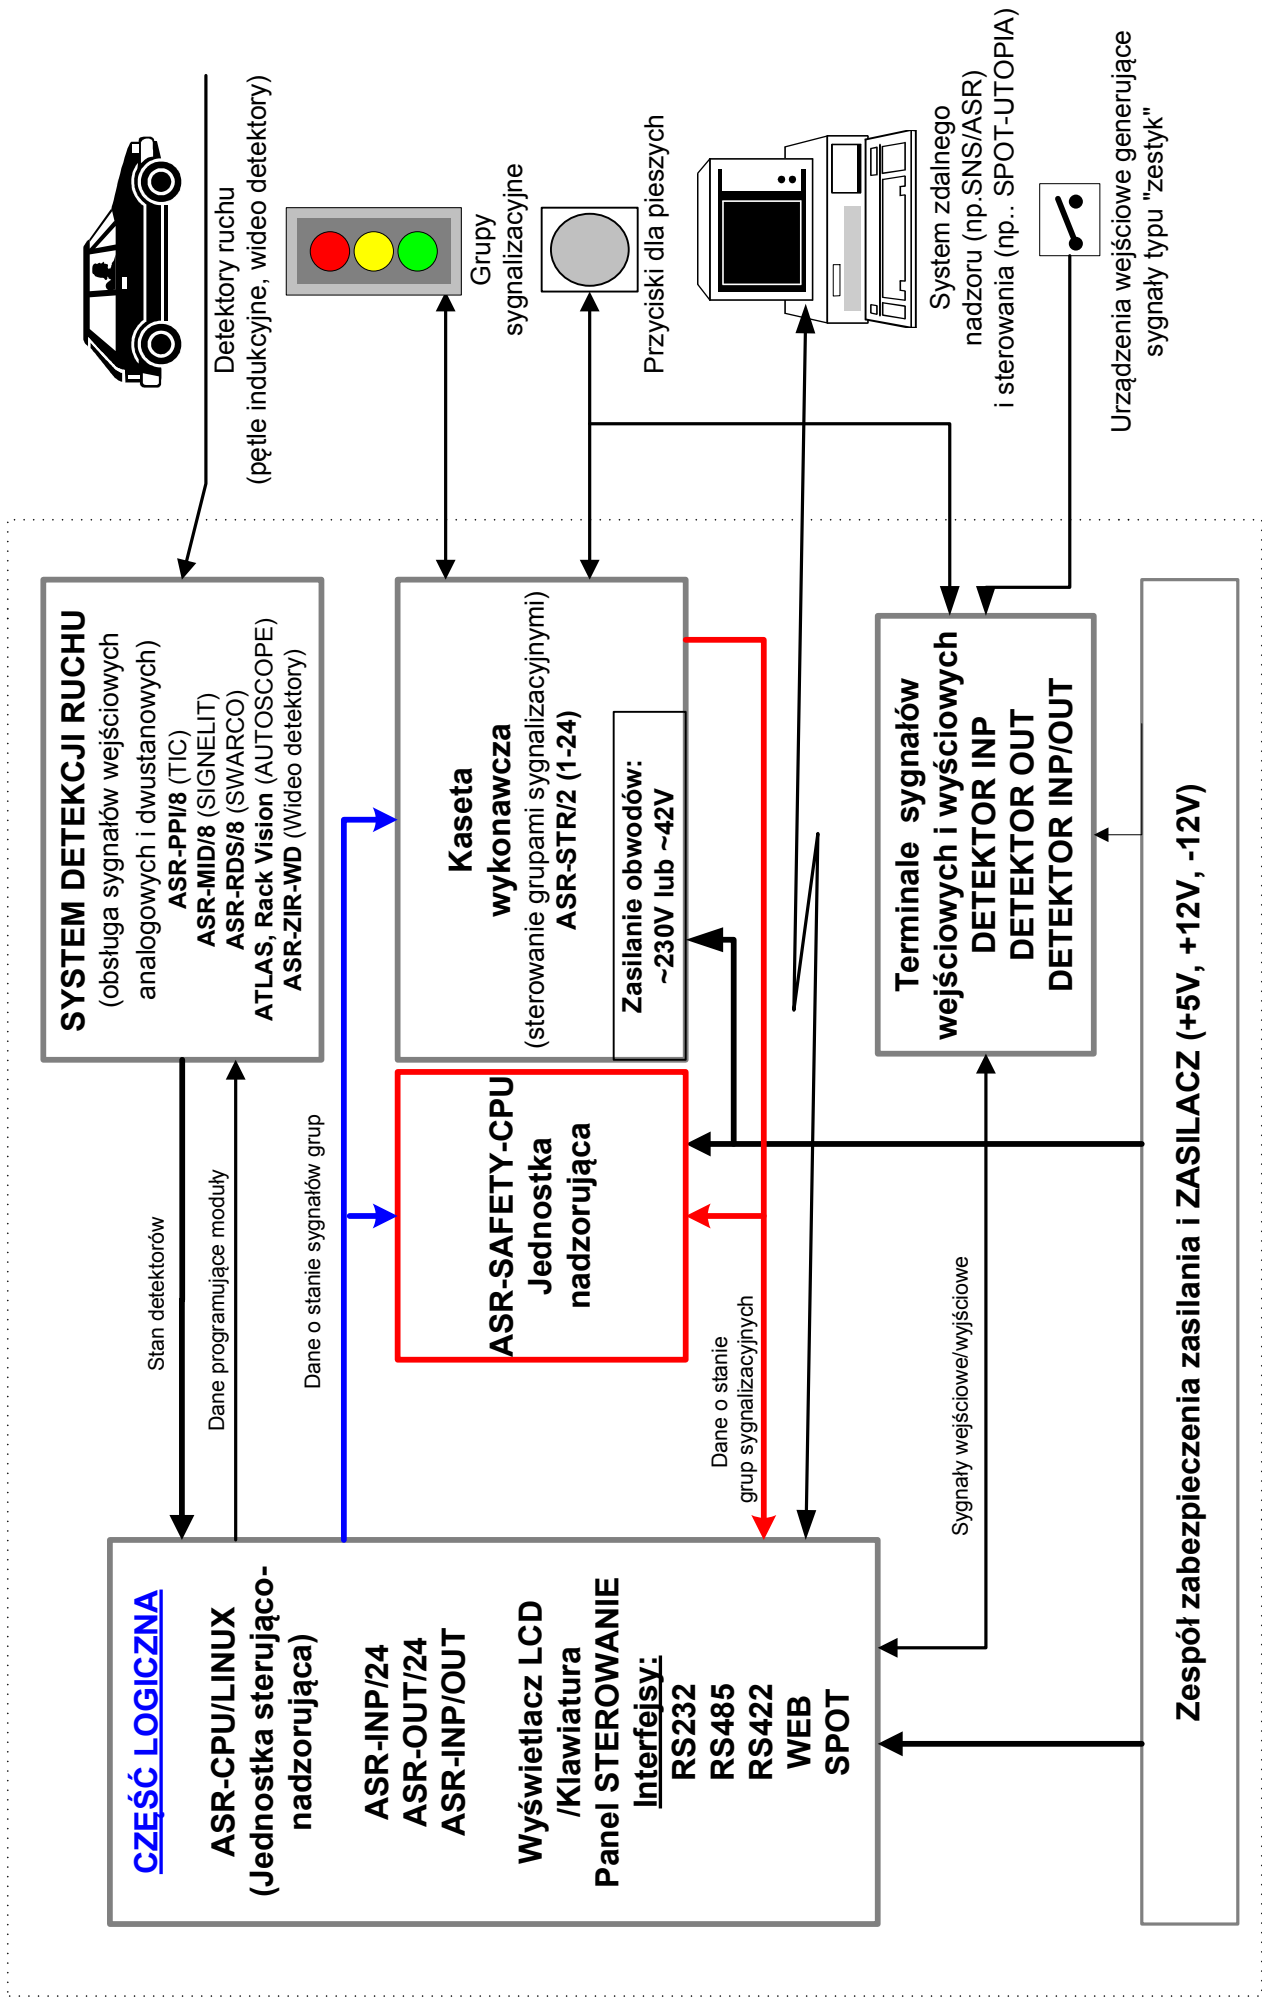 CZĘŚĆ LOGICZNA
ASR-CPU/LINUX
(Jednostka sterująco-
nadzorująca)
ASR-INP/24
ASR-OUT/24
ASR-INP/OUT
Wyświetlacz LCD
/Klawiatura
Panel STEROWANIE
Interfejsy:
RS232
RS485
RS422
WEB
SPOT
Stan detektorów
Dane programujące moduły
Dane o stanie sygnałów grup
ASR-SAFETY-CPU
Jednostka
nadzorująca
Dane o stanie
grup sygnalizacyjnych
Sygnały wejściowe/wyjściowe
SYSTEM DETEKCJI RUCHU
(obsługa sygnałów wejściowych
analogowych i dwustanowych)
ASR-PPI/8 (TIC)
ASR-MID/8 (SIGNELIT)
ASR-RDS/8 (SWARCO)
ATLAS, Rack Vision (AUTOSCOPE)
ASR-ZIR-WD (Wideo detektory)
Kaseta
wykonawcza
(sterowanie grupami sygnalizacyjnymi)
ASR-STR/2 (1-24)
Zasilanie obwodów:
~230V lub ~42V
Terminale sygnałów
wejściowych i wyściowych
DETEKTOR INP
DETEKTOR OUT
DETEKTOR INP/OUT
Zespół zabezpieczenia zasilania i ZASILACZ (+5V, +12V, -12V)
Detektory ruchu
(pętle indukcyjne, wideo detektory)
Grupy
sygnalizacyjne
Przyciski dla pieszych
System zdalnego
nadzoru (np.SNS/ASR)
i sterowania (np.. SPOT-UTOPIA)
Urządzenia wejściowe generujące
sygnały typu "zestyk"